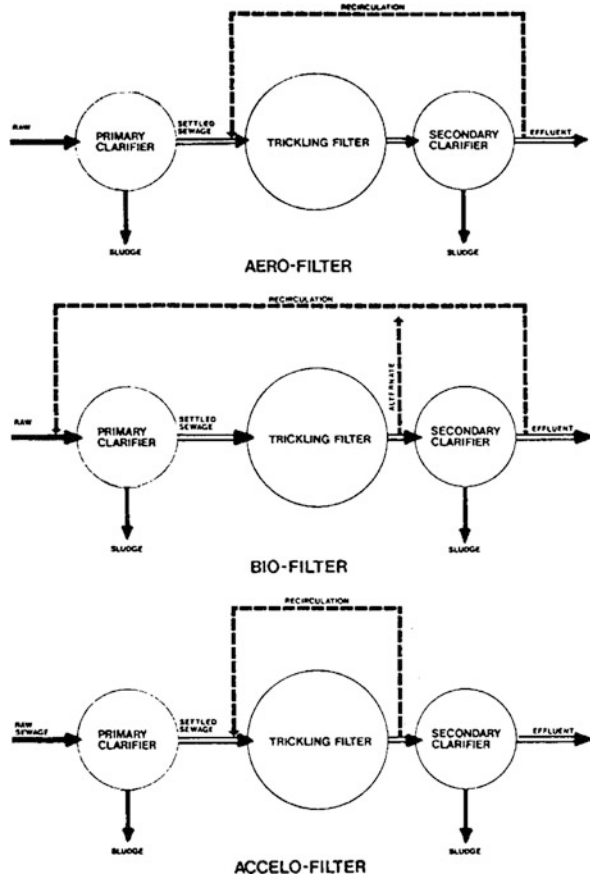 RECIRCULATION
RAW
PRIMARY
CLARIFIER
SETTLED
SEWAGE
TRICKLING FILTER
SECONDARY
CLARIFIER
EFFLUENT
SLUDGE
SLUDGE
AERO-FILTER
RECIRCULATION
RAW
PRIMARY
CLARIFIER
SETTLED
SEWAGE
TRICKLING FILTER
ALTERNATE
SECONDARY
CLARIFIER
EFFLUENT
SLUDGE
SLUDGE
BIO-FILTER
RECIRCULATION
RAW
SEWAGE
PRIMARY
CLARIFIER
SETTLED
SEWAGE
TRICKLING FILTER
SECONDARY
CLARIFIER
EFFLUENT
SLUDGE
SLUDGE
ACCELO-FILTER